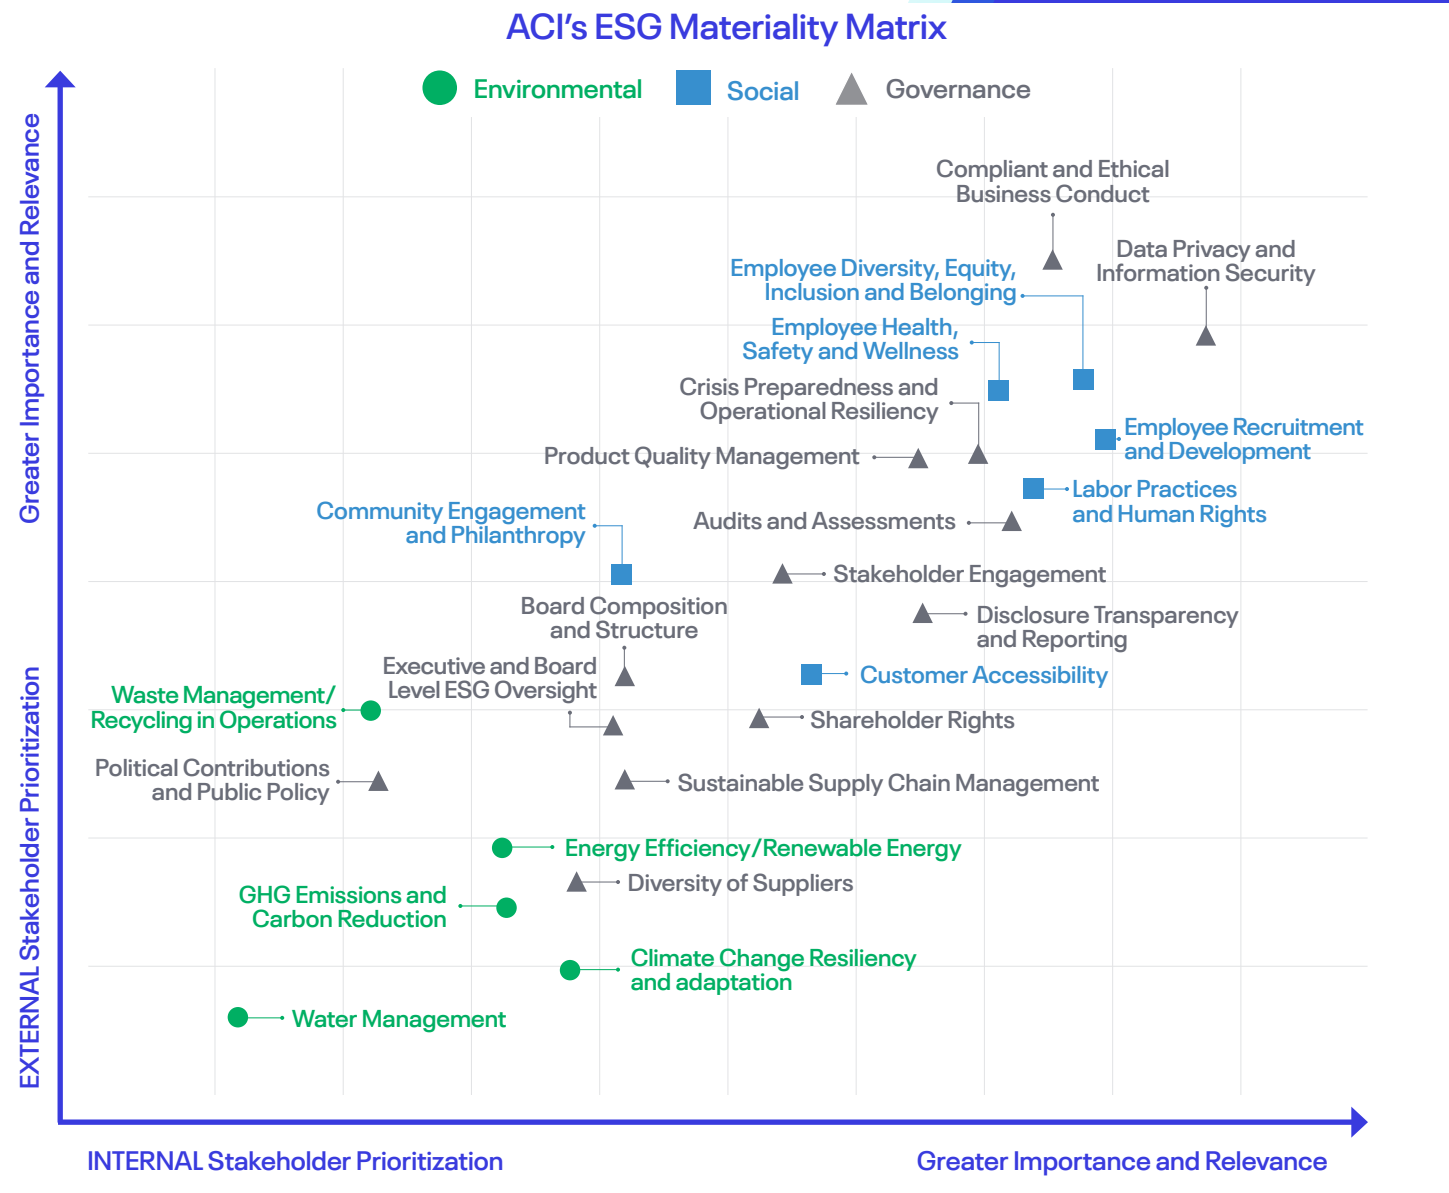 ACI's ESG Materiality Matrix
Environmental
Social
Governance
Greater Importance and Relevance
EXTERNAL Stakeholder Prioritization
Compliant and Ethical
Business Conduct
Data Privacy and
Information Security
Employee Diversity, Equity,
Inclusion and Belonging
Employee Health,
Safety and Wellness
Crisis Preparedness and
Operational Resiliency
Employee Recruitment
and Development
Product Quality Management
Labor Practices
and Human Rights
Community Engagement
and Philanthropy
Audits and Assessments
Stakeholder Engagement
Board Composition
and Structure
Disclosure Transparency
and Reporting
Executive and Board
Level ESG Oversight
Customer Accessibility
Waste Management/
Recycling in Operations
Shareholder Rights
Political Contributions
and Public Policy
Sustainable Supply Chain Management
Energy Efficiency/Renewable Energy
Diversity of Suppliers
GHG Emissions and
Carbon Reduction
Climate Change Resiliency
and adaptation
Water Management
INTERNAL Stakeholder Prioritization
Greater Importance and Relevance